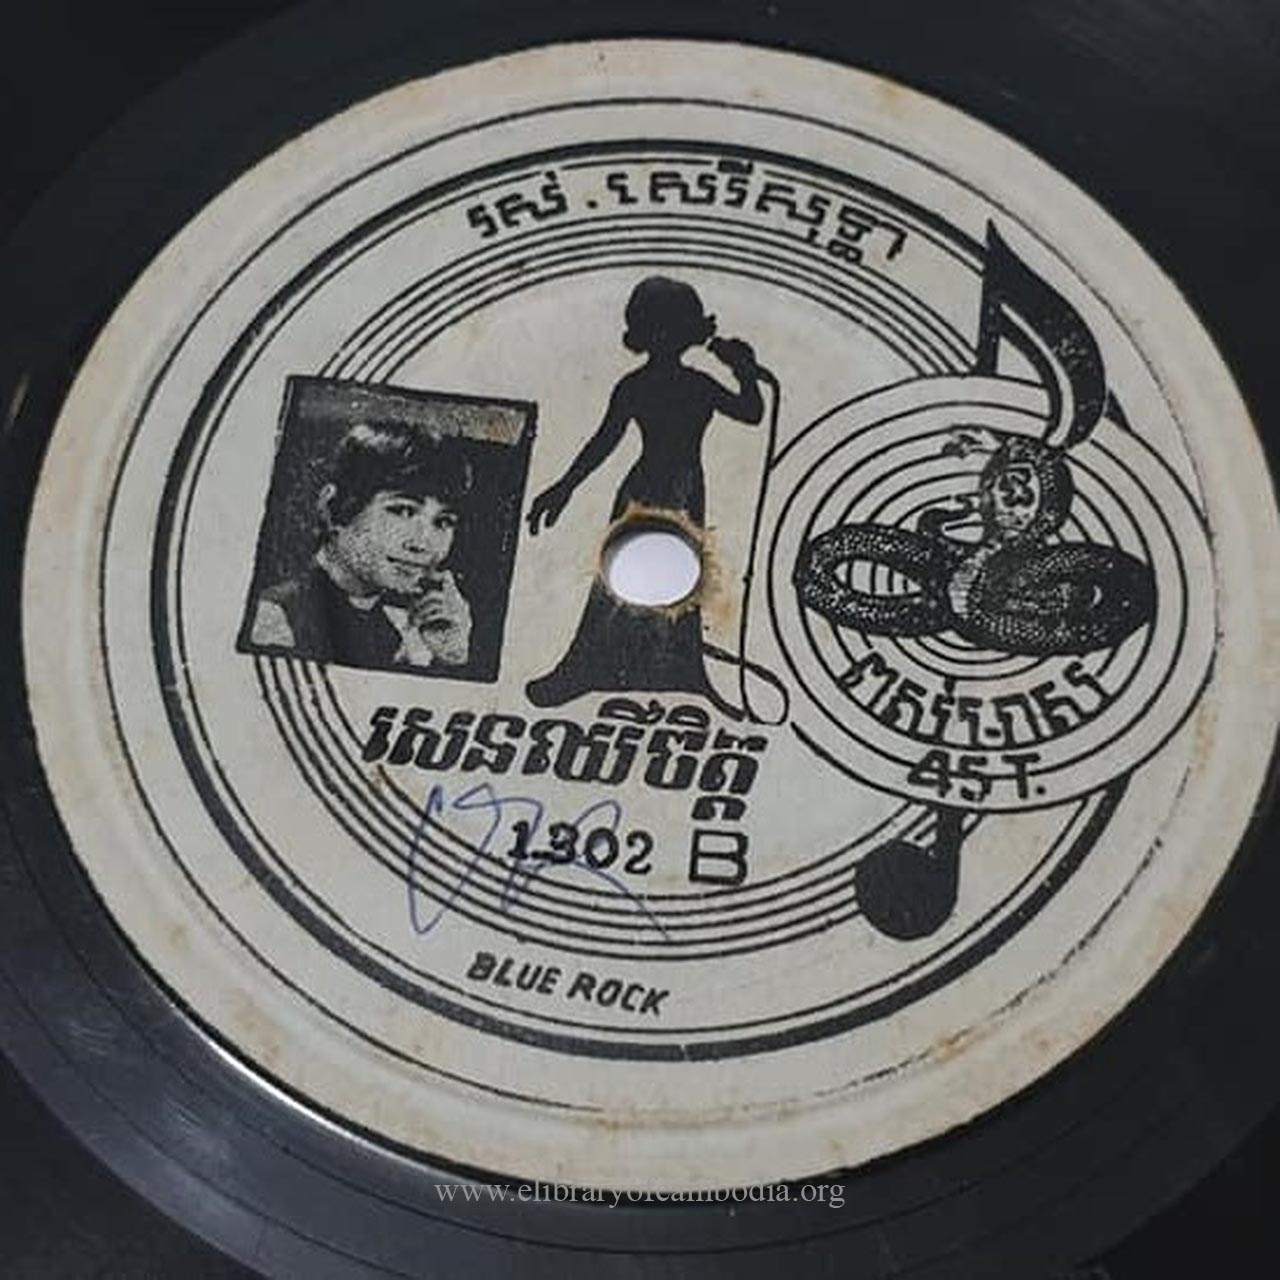 រស់.សេរីសុទ្ធា
ពស់មាស
45T.
សែនឈឺចិត្ត
1302 B
BLUE ROCK
www.elibraryofcambodia.org